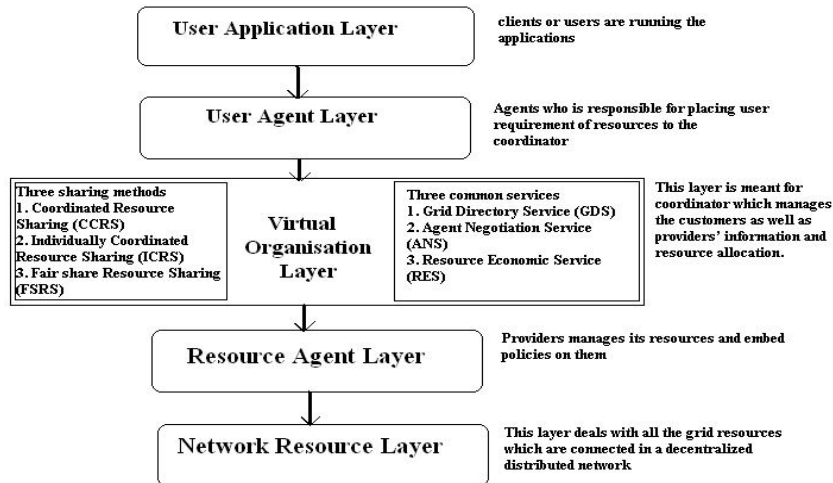 User Application Layer
clients or users are running the
applications
User Agent Layer
Agents who is responsible for placing user
requirement of resources to the
coordinator
Three sharing methods
1. Coordinated Resource
Sharing (CCRS)
2. Individually Coordinated
Resource Sharing (ICRS)
3. Fair share Resource Sharing
(FSRS)
Virtual
Organisation
Layer
Three common services
1. Grid Directory Service (GDS)
2. Agent Negotiation Service
(ANS)
3. Resource Economic Service
(RES)
This layer is meant for
coordinator which manages
the customers as well as
providers' information and
resource allocation.
Resource Agent Layer
Providers manages its resources and embed
policies on them
Network Resource Layer
This layer deals with all the grid resources
which are connected in a decentralized
distributed network